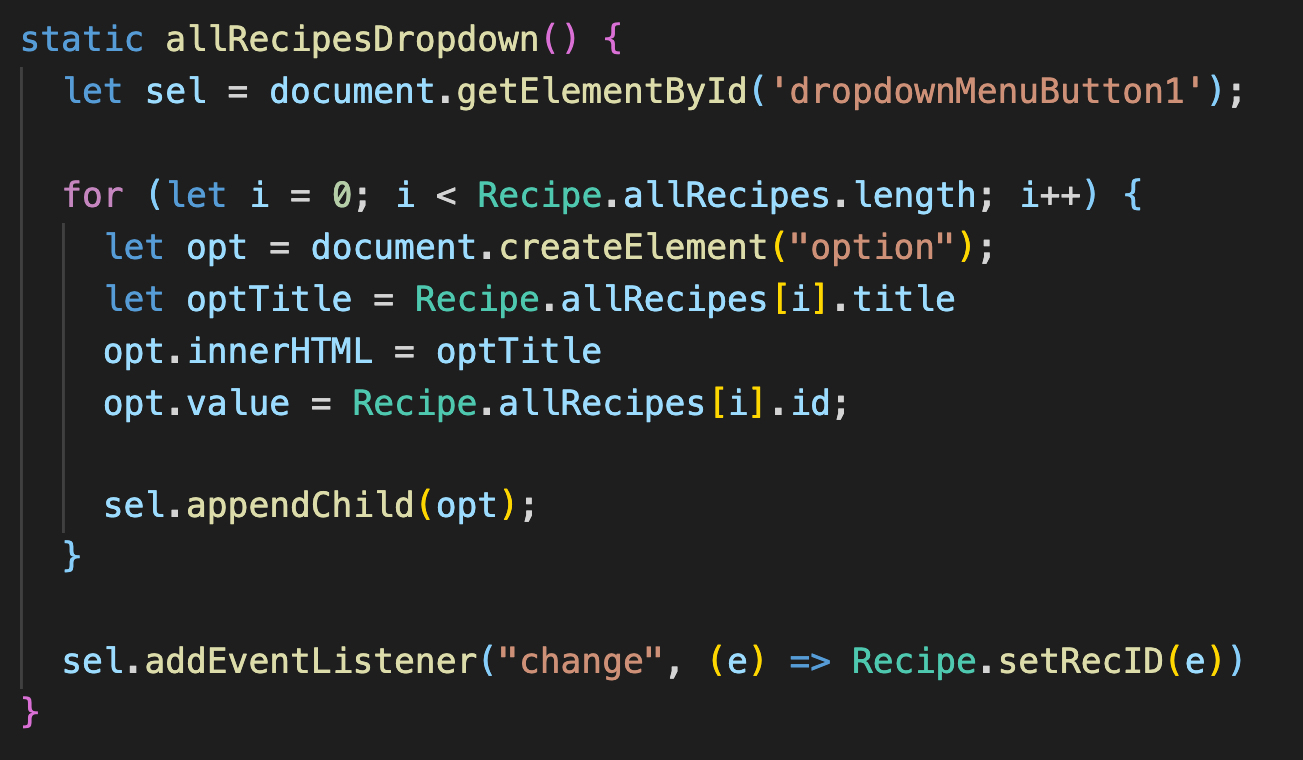 static allRecipesDropdown() {
let sel = document.getElementById('dropdownMenuButton1');
for (let i = 0; i < Recipe.allRecipes.length; i++) {
let opt = document.createElement("option");
let optTitle = Recipe.allRecipes[i].title
opt.innerHTML = optTitle
opt.value = Recipe.allRecipes[i].id;
sel.appendChild(opt);
}
sel.addEventListener("change", (e) => Recipe.setRecID(e))
}